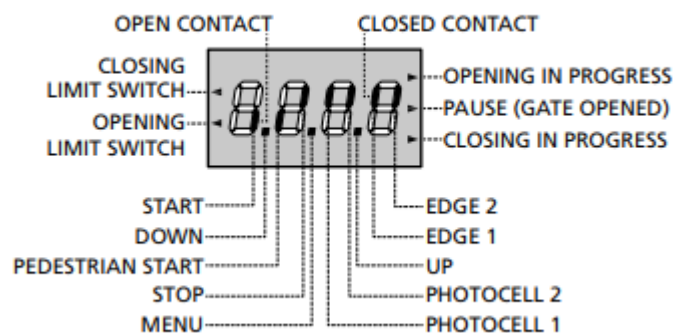 OPEN CONTACT
CLOSED CONTACT
CLOSING
LIMIT SWITCH
OPENING
LIMIT SWITCH
OPENING IN PROGRESS
PAUSE (GATE OPENED)
CLOSING IN PROGRESS
START
DOWN
PEDESTRIAN START
STOP
MENU
EDGE 2
EDGE 1
UP
PHOTOCELL 2
PHOTOCELL 1